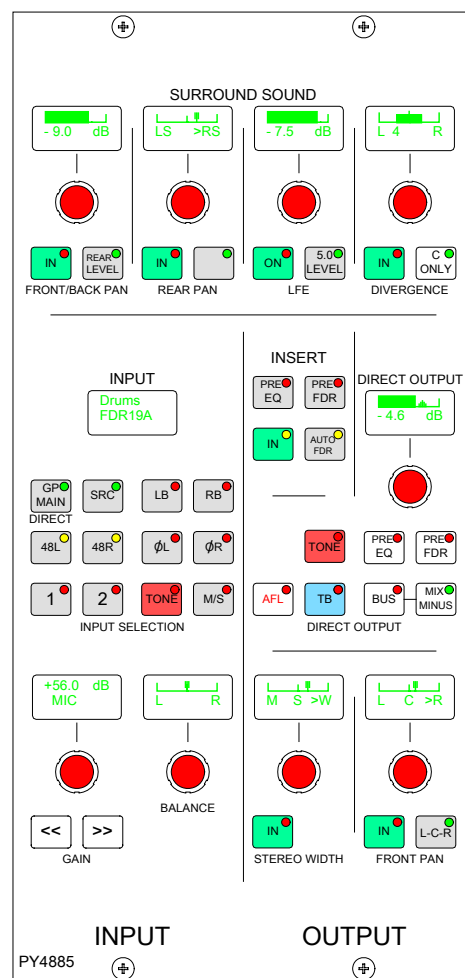 SURROUND SOUND
- 9.0 dB
LS >RS
- 7.5 dB
L 4 R
IN
REAR LEVEL
IN
ON
5.0 LEVEL
IN
C ONLY
FRONT/BACK PAN
REAR PAN
LFE
DIVERGENCE
INPUT
Drums
FDR19A
GP MAIN
SRC
LB
RB
DIRECT
48L
48R
ØL
ØR
1
2
TONE
M/S
INPUT SELECTION
INSERT
PRE EQ
PRE FDR
IN
AUTO FDR
DIRECT OUTPUT
- 4.6 dB
TONE
PRE EQ
PRE FDR
AFL
TB
BUS
MIX MINUS
DIRECT OUTPUT
+56.0 dB
MIC
L R
BALANCE
<<
>>
GAIN
M S >W
L C >R
IN
IN
L-C-R
STEREO WIDTH
FRONT PAN
INPUT
OUTPUT
PY4885